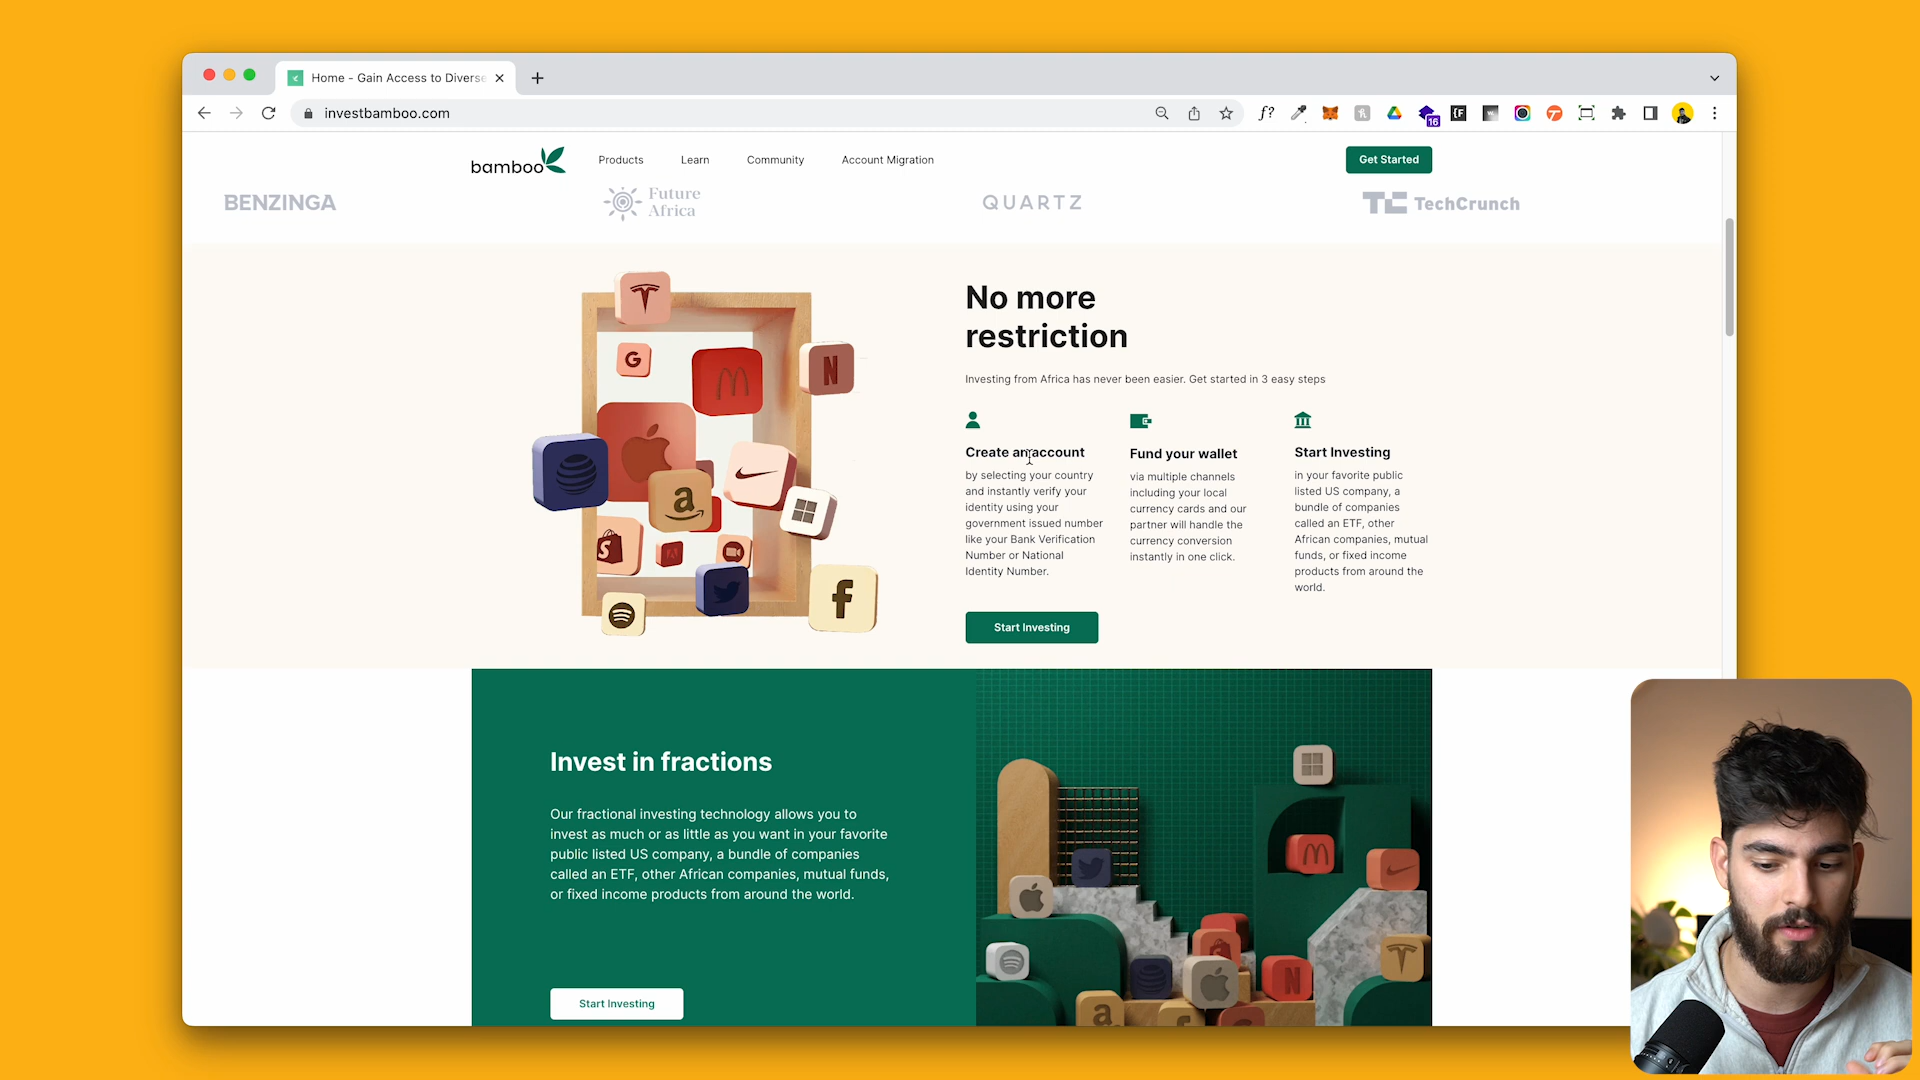 Home - Gain Access to Diverse
investbamboo.com
16
bamboo
Products
Learn
Community
Account Migration
Get Started
BENZINGA
Future
Africa
QUARTZ
TC TechCrunch
No more
restriction
Investing from Africa has never been easier. Get started in 3 easy steps
Create an account
by selecting your country
and instantly verify your
identity using your
government issued number
like your Bank Verification
Number or National
Identity Number.
Fund your wallet
via multiple channels
including your local
currency cards and our
partner will handle the
currency conversion
instantly in one click.
Start Investing
in your favorite public
listed US company, a
bundle of companies
called an ETF, other
African companies, mutual
funds, or fixed income
products from around the
world.
Start Investing
Invest in fractions
Our fractional investing technology allows you to
invest as much or as little as you want in your favorite
public listed US company, a bundle of companies
called an ETF, other African companies, mutual funds,
or fixed income products from around the world.
Start Investing